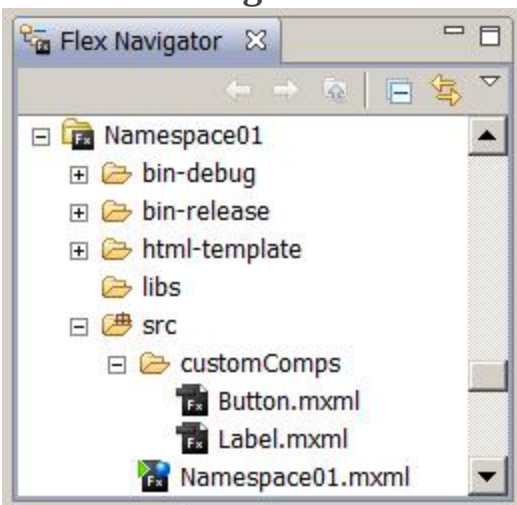 Flex Navigator
Namespace01
bin-debug
bin-release
html-template
libs
src
customComps
Button.mxml
Label.mxml
Namespace01.mxml